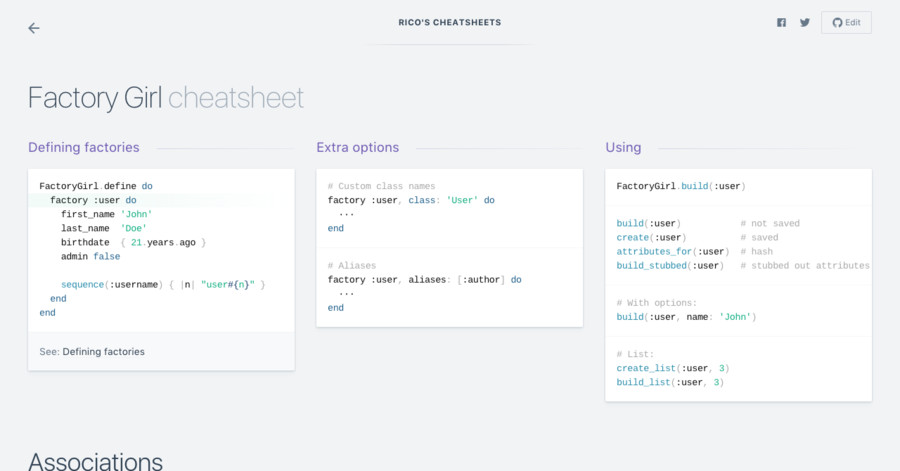 RICO'S CHEATSHEETS
Edit
Factory Girl cheatsheet
Defining factories
FactoryGirl.define do
  factory :user do
    first_name 'John'
    last_name  'Doe'
    birthdate  { 21.years.ago }
    admin false
    sequence(:username) { |n| "user#{n}" }
  end
end
See: Defining factories
Extra options
# Custom class names
factory :user, class: 'User' do
  ...
end
# Aliases
factory :user, aliases: [:author] do
  ...
end
Using
FactoryGirl.build(:user)
build(:user)           # not saved
create(:user)          # saved
attributes_for(:user)  # hash
build_stubbed(:user)   # stubbed out attributes
# With options:
build(:user, name: 'John')
# List:
create_list(:user, 3)
build_list(:user, 3)
Associations